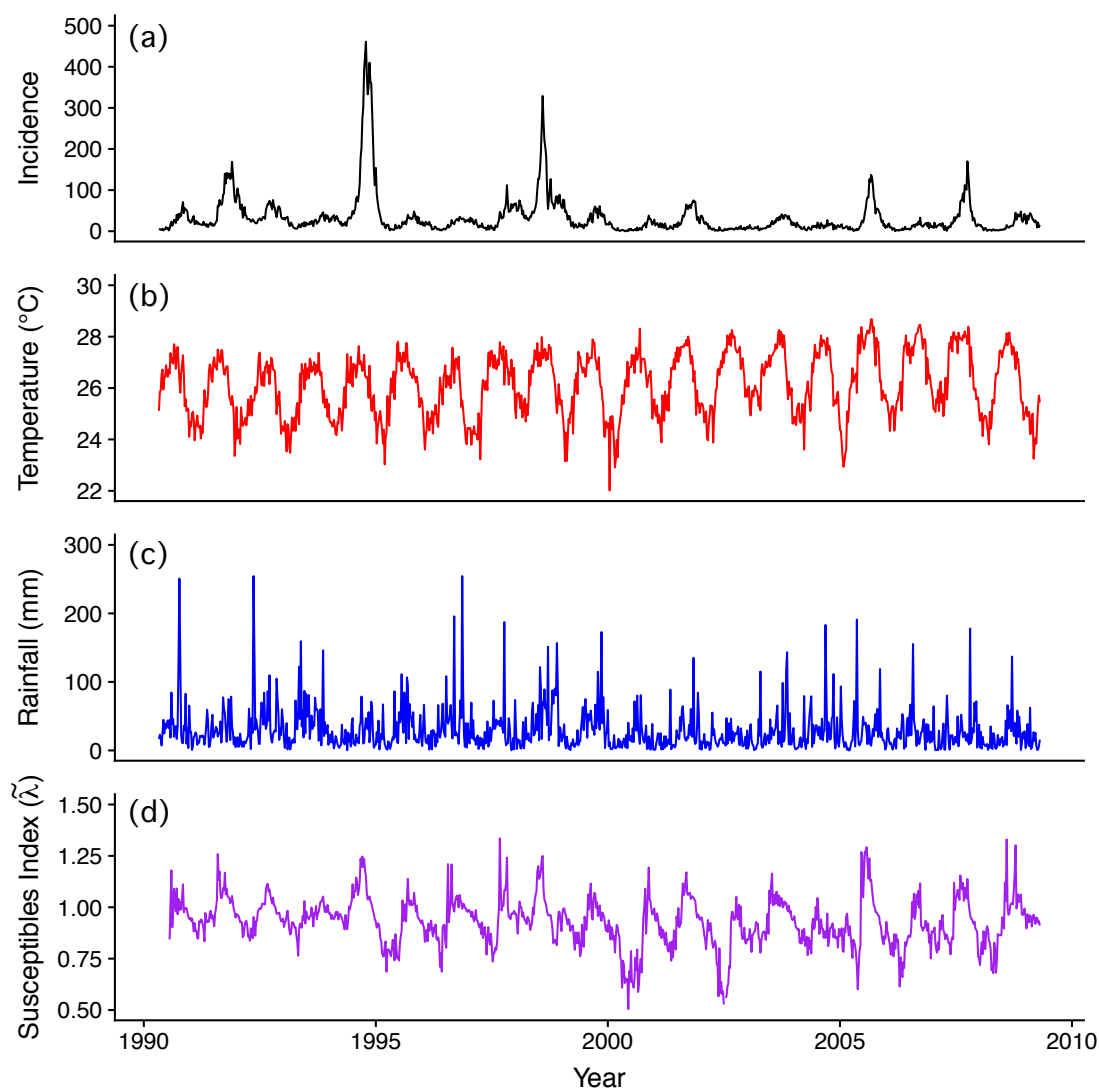 (a)
Incidence
500
400
300
200
100
0
(b)
Temperature (°C)
30
28
26
24
22
(c)
Rainfall (mm)
300
200
100
0
(d)
Susceptibles Index (λ̃)
1.50
1.25
1.00
0.75
0.50
1990 1995 2000 2005 2010
Year